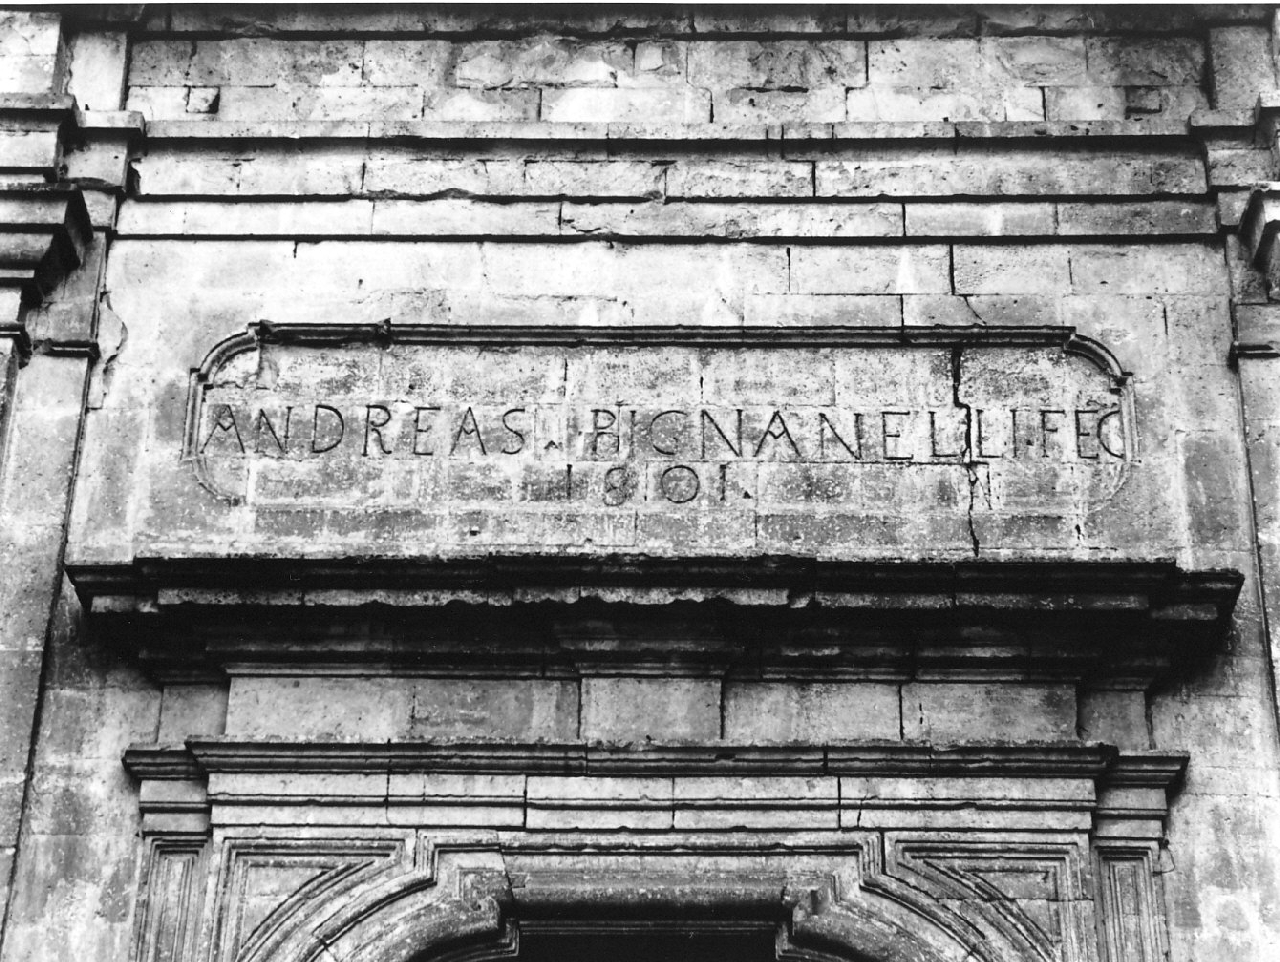 ANDREAS PIGNANELLI FEC
1801.